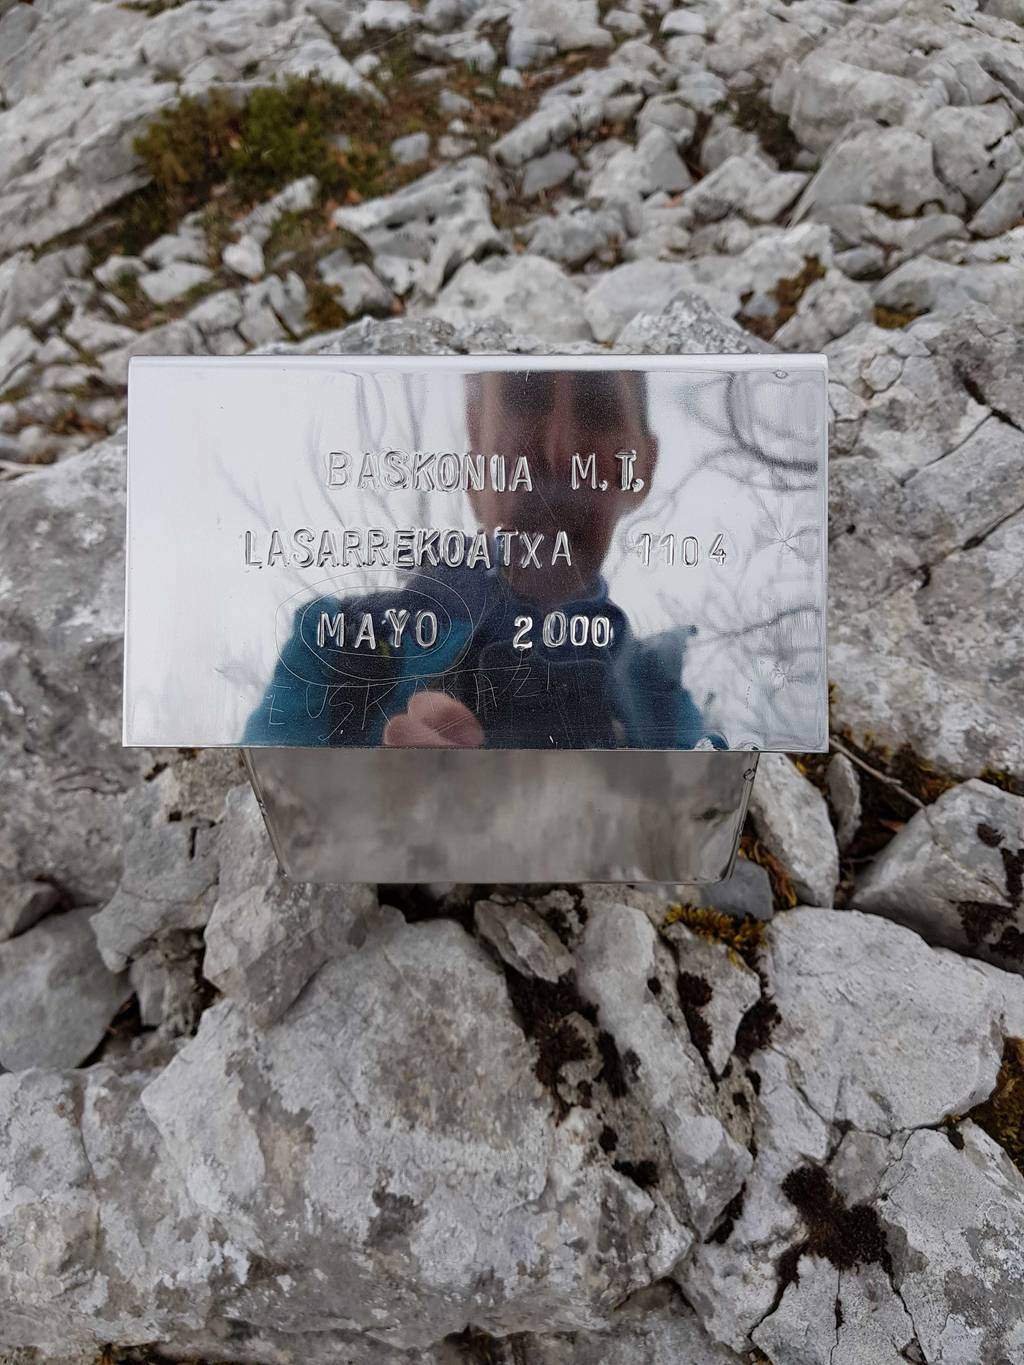 BASKONIA M.T.
LASARREKOATXA 1104
MAYO 2000
EUSKARAZ!